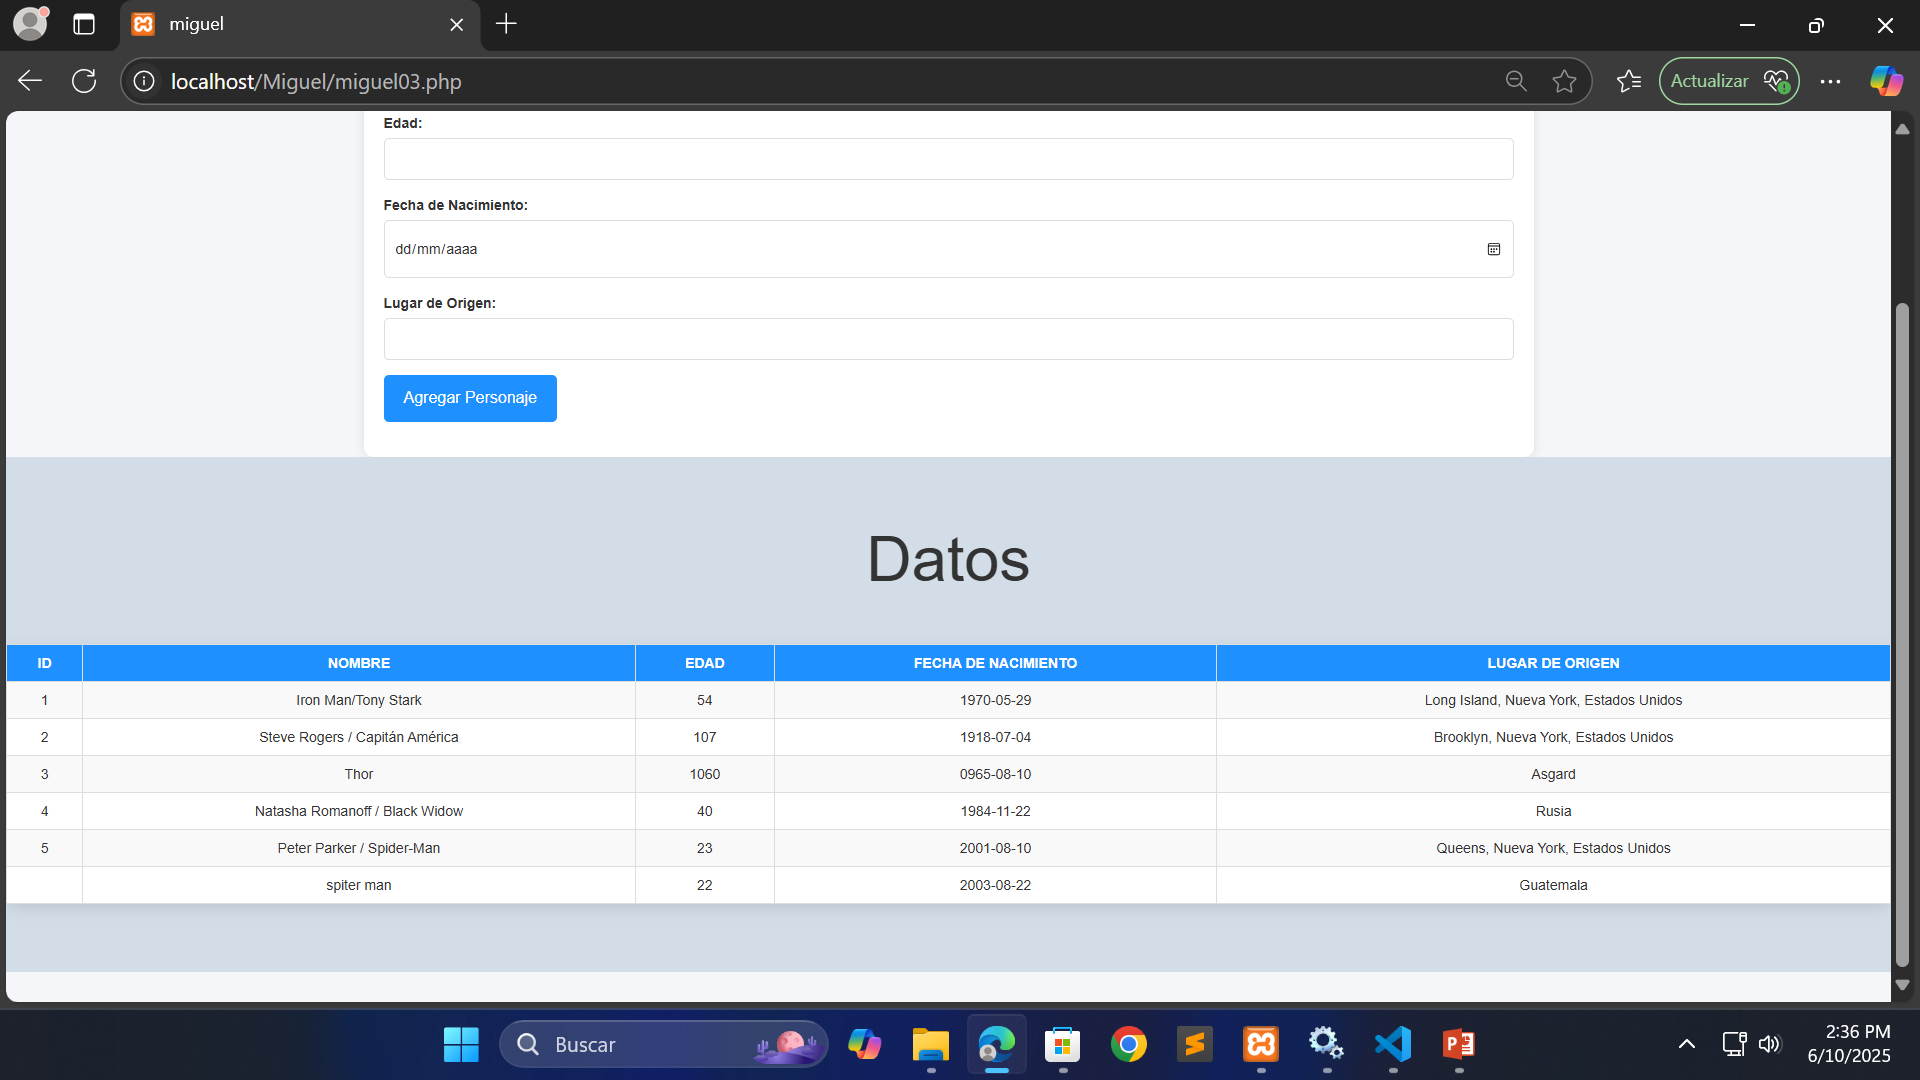 miguel
localhost/Miguel/miguel03.php
Actualizar
Edad:
Fecha de Nacimiento:
dd/mm/aaaa
Lugar de Origen:
Agregar Personaje
Datos
ID NOMBRE EDAD FECHA DE NACIMIENTO LUGAR DE ORIGEN
1 Iron Man/Tony Stark 54 1970-05-29 Long Island, Nueva York, Estados Unidos
2 Steve Rogers / Capitán América 107 1918-07-04 Brooklyn, Nueva York, Estados Unidos
3 Thor 1060 0965-08-10 Asgard
4 Natasha Romanoff / Black Widow 40 1984-11-22 Rusia
5 Peter Parker / Spider-Man 23 2001-08-10 Queens, Nueva York, Estados Unidos
spiter man 22 2003-08-22 Guatemala
Buscar
2:36 PM
6/10/2025